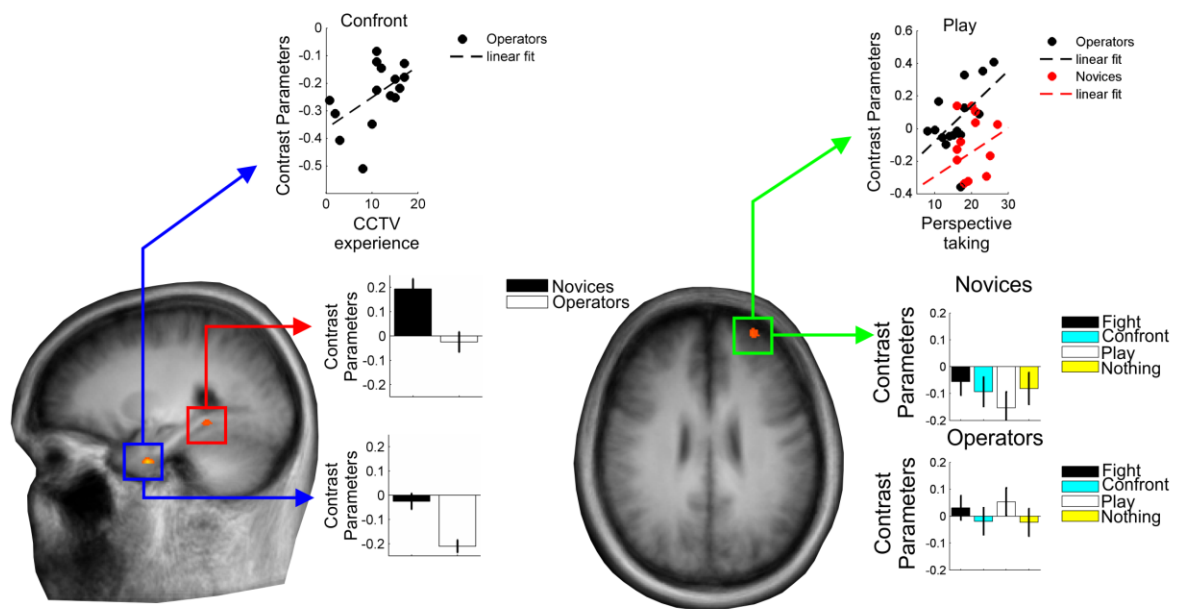 Confront
Contrast Parameters
0
-0.1
-0.2
-0.3
-0.4
-0.5
0 10 20
CCTV
experience
Operators
linear fit
Play
Contrast Parameters
0.6
0.4
0.2
0
-0.2
-0.4
10 20 30
Perspective
taking
Operators
linear fit
Novices
linear fit
Contrast
Parameters
0.2
0.1
0
-0.1
-0.2
Novices
Operators
Contrast
Parameters
0.2
0.1
0
-0.1
-0.2
Novices
Contrast
Parameters
0.2
0.1
0
-0.1
-0.2
Fight
Confront
Play
Nothing
Operators
Contrast
Parameters
0.2
0.1
0
-0.1
0.2
Fight
Confront
Play
Nothing